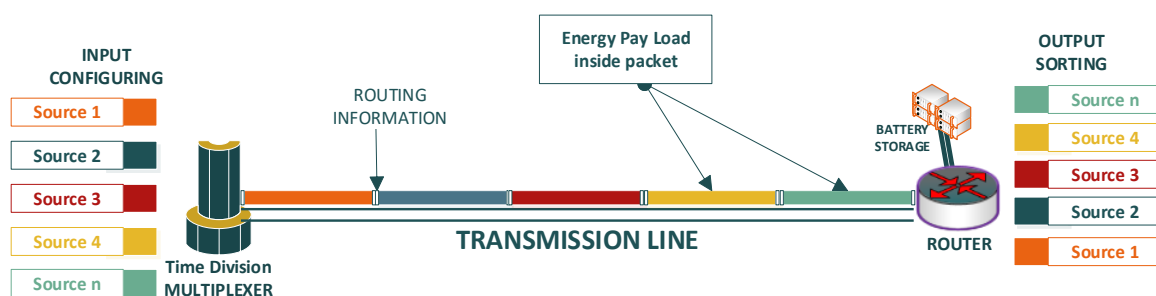 INPUT
CONFIGURING
Source 1
Source 2
Source 3
Source 4
Source n
Time Division
MULTIPLEXER
ROUTING
INFORMATION
Energy Pay Load
inside packet
TRANSMISSION LINE
BATTERY
STORAGE
ROUTER
OUTPUT
SORTING
Source n
Source 4
Source 3
Source 2
Source 1